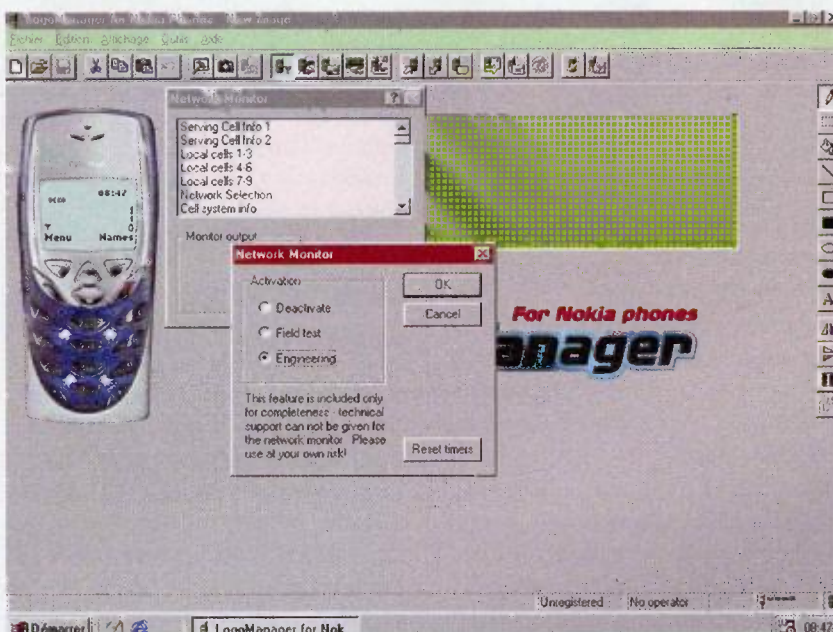 LogoManager for Nokia Phones - New Image
Fichier Edition Affichage Outils Aide
Network Monitor
Serving Cell Info 1
Serving Cell Info 2
Local cells 1-3
Local cells 4-6
Local cells 7-9
Network Selection
Cell system info
Monitor output
08:47
Menu Names
Network Monitor
Activation
Deactivate
Field test
Engineering
OK
Cancel
This feature is included only
for completeness - technical
support can not be given for
the network monitor. Please
use at your own risk!
Reset timers
For Nokia phones
anager
Unregistered No operator
Démarrer LogoManager for Nok... 08:47